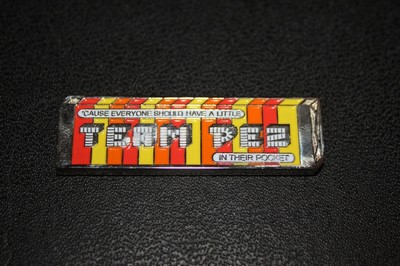 'CAUSE EVERYONE SHOULD HAVE A LITTLE
TEAM PEZ
IN THEIR POCKET